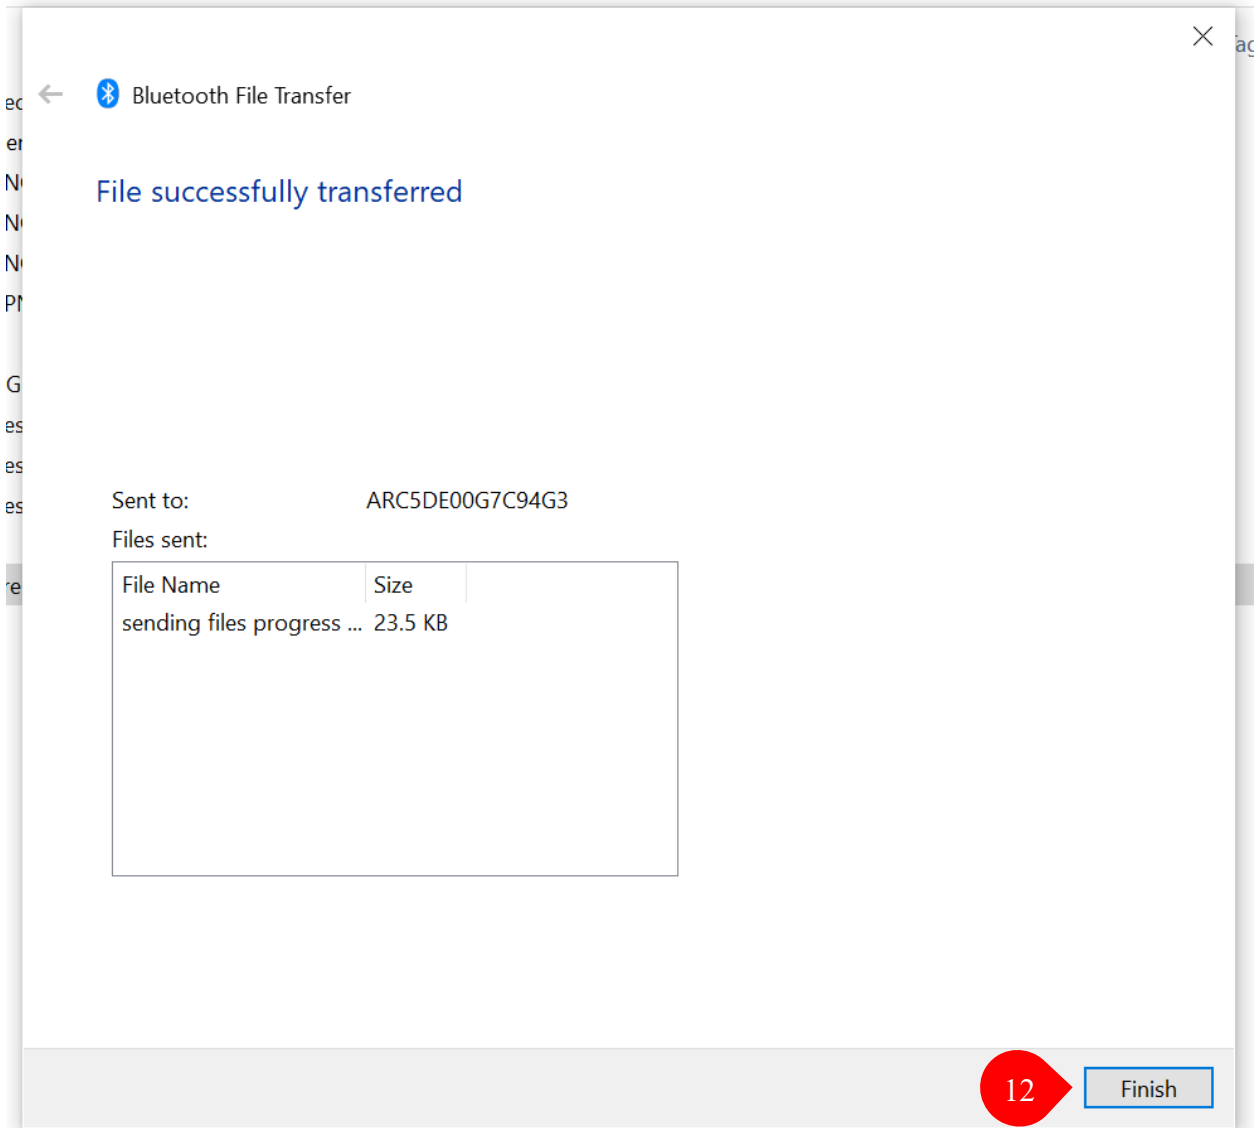 Bluetooth File Transfer
File successfully transferred
Sent to: ARC5DE00G7C94G3
Files sent:
File Name Size
sending files progress ... 23.5 KB
12 Finish